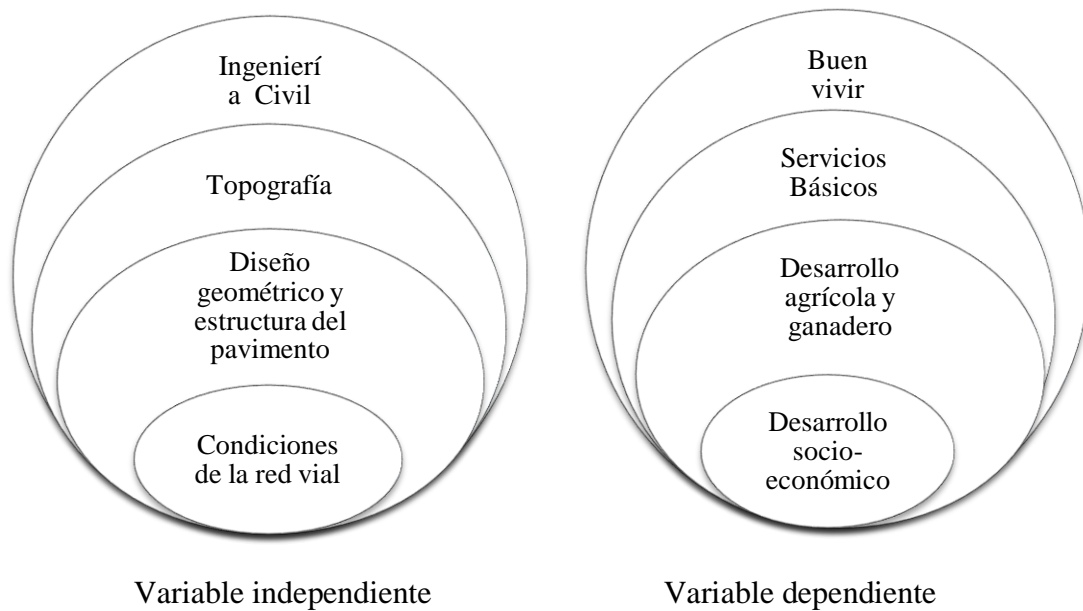 Ingenierí
a Civil
Topografía
Diseño
geométrico y
estructura del
pavimento
Condiciones
de la red vial
Variable independiente
Buen
vivir
Servicios
Básicos
Desarrollo
agrícola y
ganadero
Desarrollo
socio-
económico
Variable dependiente